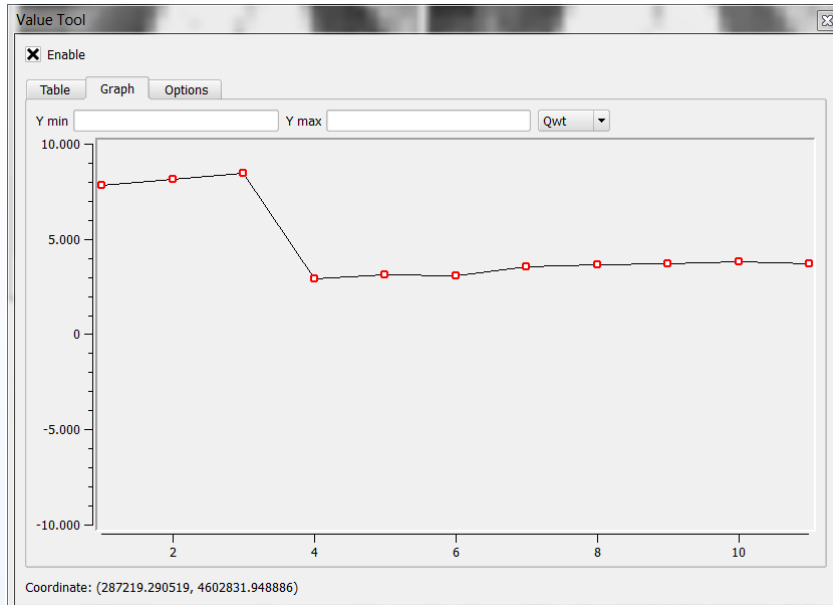 Value Tool
Enable
Table Graph Options
Y min Y max Qwt
10.000
5.000
0
-5.000
-10.000
2 4 6 8 10
Coordinate: (287219.290519, 4602831.948886)